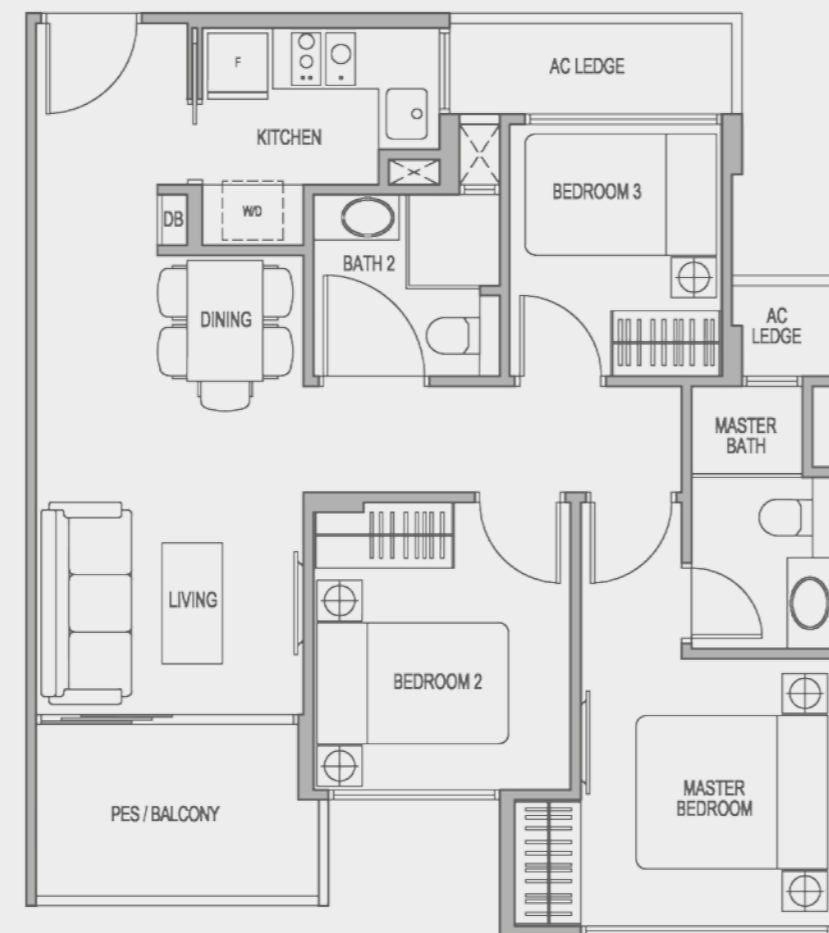 F
AC LEDGE
KITCHEN
BEDROOM 3
DB
W/D
BATH 2
DINING
AC
LEDGE
MASTER
BATH
LIVING
BEDROOM 2
PES / BALCONY
MASTER
BEDROOM